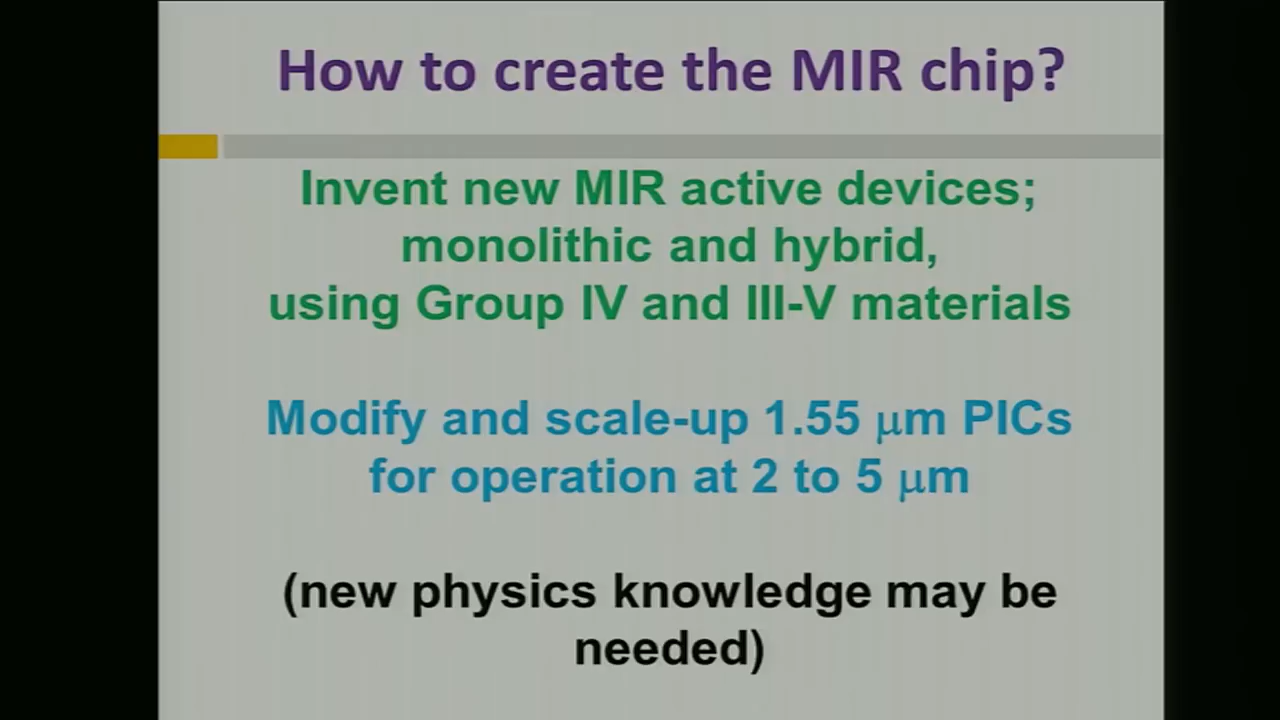 How to create the MIR chip?
Invent new MIR active devices;
monolithic and hybrid,
using Group IV and III-V materials
Modify and scale-up 1.55 μm PICs
for operation at 2 to 5 μm
(new physics knowledge may be
needed)